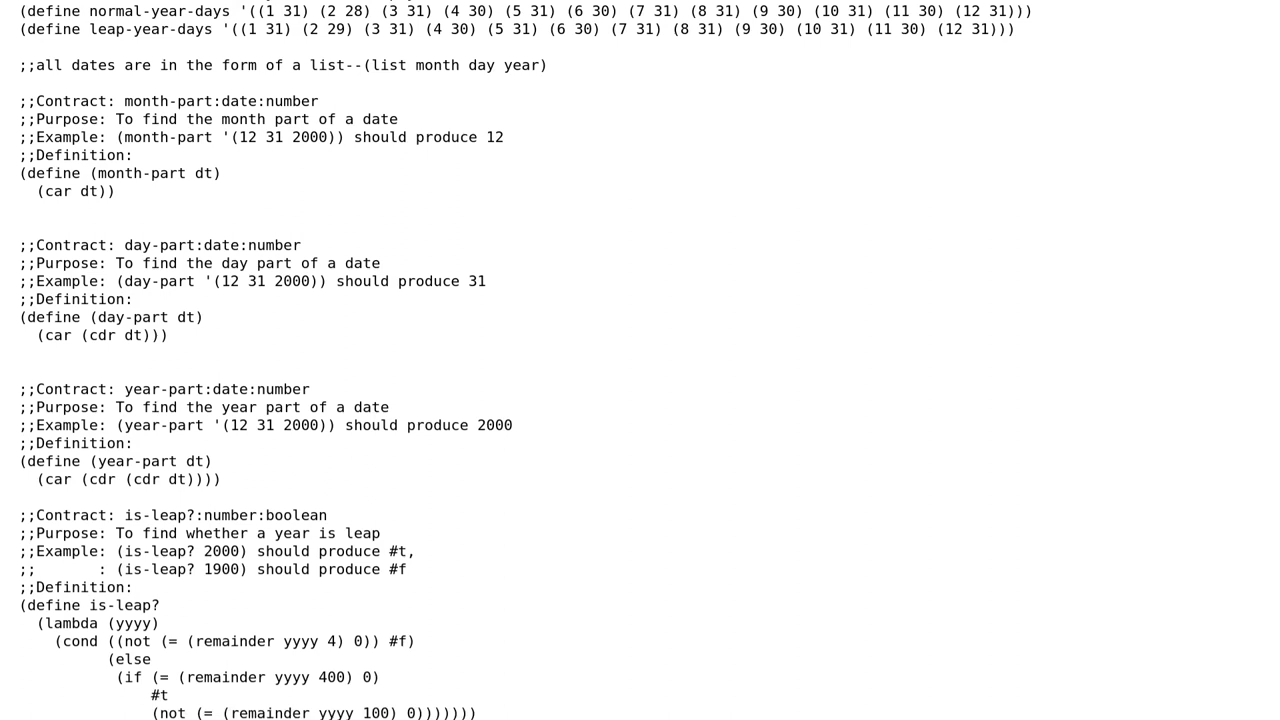 (define normal-year-days '((1 31) (2 28) (3 31) (4 30) (5 31) (6 30) (7 31) (8 31) (9 30) (10 31) (11 30) (12 31)))
(define leap-year-days '((1 31) (2 29) (3 31) (4 30) (5 31) (6 30) (7 31) (8 31) (9 30) (10 31) (11 30) (12 31)))

;;all dates are in the form of a list--(list month day year)

;;Contract: month-part:date:number
;;Purpose: To find the month part of a date
;;Example: (month-part '(12 31 2000)) should produce 12
;;Definition:
(define (month-part dt)
  (car dt))


;;Contract: day-part:date:number
;;Purpose: To find the day part of a date
;;Example: (day-part '(12 31 2000)) should produce 31
;;Definition:
(define (day-part dt)
  (car (cdr dt)))


;;Contract: year-part:date:number
;;Purpose: To find the year part of a date
;;Example: (year-part '(12 31 2000)) should produce 2000
;;Definition:
(define (year-part dt)
  (car (cdr (cdr dt))))

;;Contract: is-leap?:number:boolean
;;Purpose: To find whether a year is leap
;;Example: (is-leap? 2000) should produce #t,
;;       : (is-leap? 1900) should produce #f
;;Definition:
(define is-leap?
  (lambda (yyyy)
    (cond ((not (= (remainder yyyy 4) 0)) #f)
          (else
           (if (= (remainder yyyy 400) 0)
               #t
               (not (= (remainder yyyy 100) 0)))))))